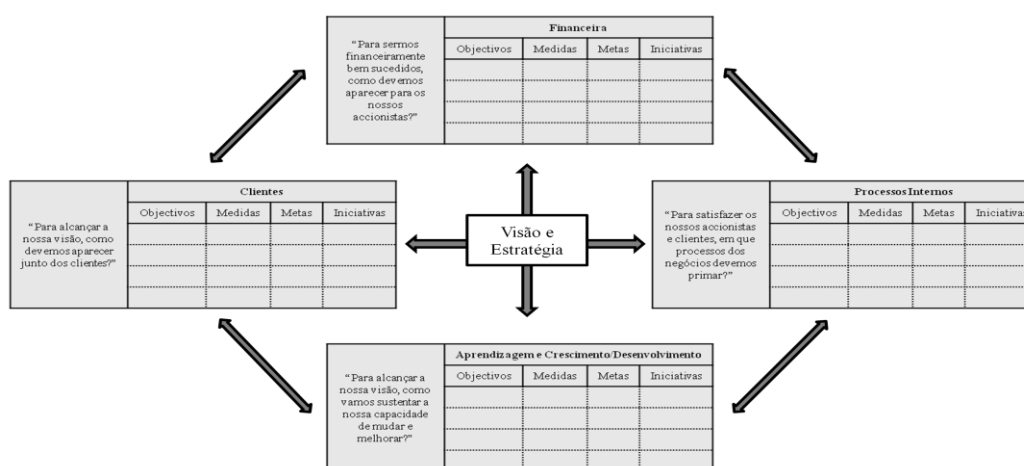 Financeira
“Para sermos
financeiramente
bem sucedidos,
como devemos
aparecer para os
nossos
accionistas?”
Objectivos Medidas Metas Iniciativas
Clientes
“Para alcançar a
nossa visão, como
devemos aparecer
junto dos clientes?”
Objectivos Medidas Metas Iniciativas
Visão e
Estratégia
Processos Internos
“Para satisfazer os
nossos accionistas
e clientes, em que
processos dos
negócios devemos
primar?”
Objectivos Medidas Metas Iniciativa
Aprendizagem e Crescimento/Desenvolvimento
“Para alcançar a
nossa visão, como
vamos sustentar a
nossa capacidade
de mudar e
melhorar?”
Objectivos Medidas Metas Iniciativas